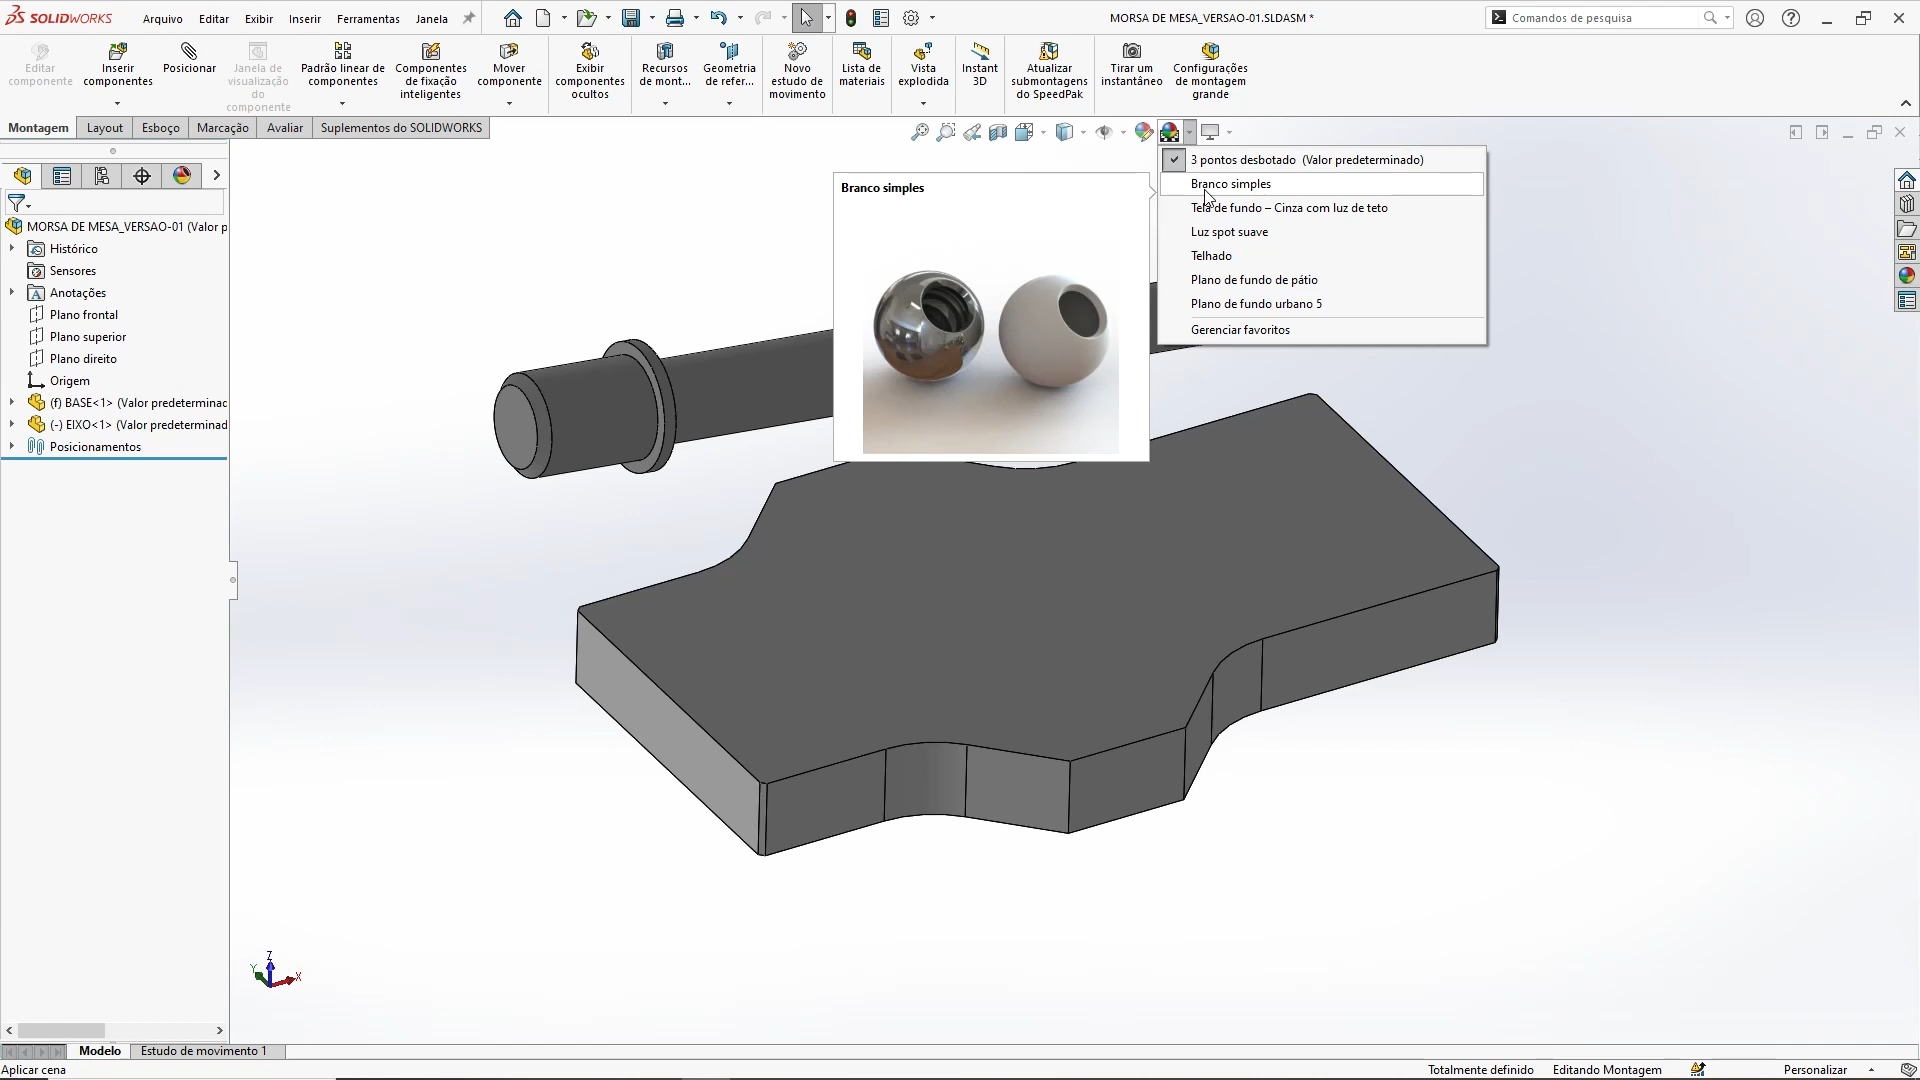 SOLIDWORKS Arquivo Editar Exibir Inserir Ferramentas Janela MORSA DE MESA_VERSAO-01.SLDASM * Comandos de pesquisa
Editar componente
Inserir componentes
Posicionar
Janela de visualização do componente
Padrão linear de componentes
Componentes de fixação inteligentes
Mover componente
Exibir componentes ocultos
Recursos de mont...
Geometria de refer...
Novo estudo de movimento
Lista de materiais
Vista explodida
Instant 3D
Atualizar submontagens do SpeedPak
Tirar um instantâneo
Configurações de montagem grande
Montagem Layout Esboço Marcação Avaliar Suplementos do SOLIDWORKS
3 pontos desbotado (Valor predeterminado)
Branco simples
Tela de fundo – Cinza com luz de teto
Luz spot suave
Telhado
Plano de fundo de pátio
Plano de fundo urbano 5
Gerenciar favoritos
Branco simples
MORSA DE MESA_VERSAO-01 (Valor p
Histórico
Sensores
Anotações
Plano frontal
Plano superior
Plano direito
Origem
(f) BASE<1> (Valor predeterminac
(-) EIXO<1> (Valor predeterminad
Posicionamentos
Z
Y
X
Modelo Estudo de movimento 1
Aplicar cena Totalmente definido Editando Montagem Personalizar